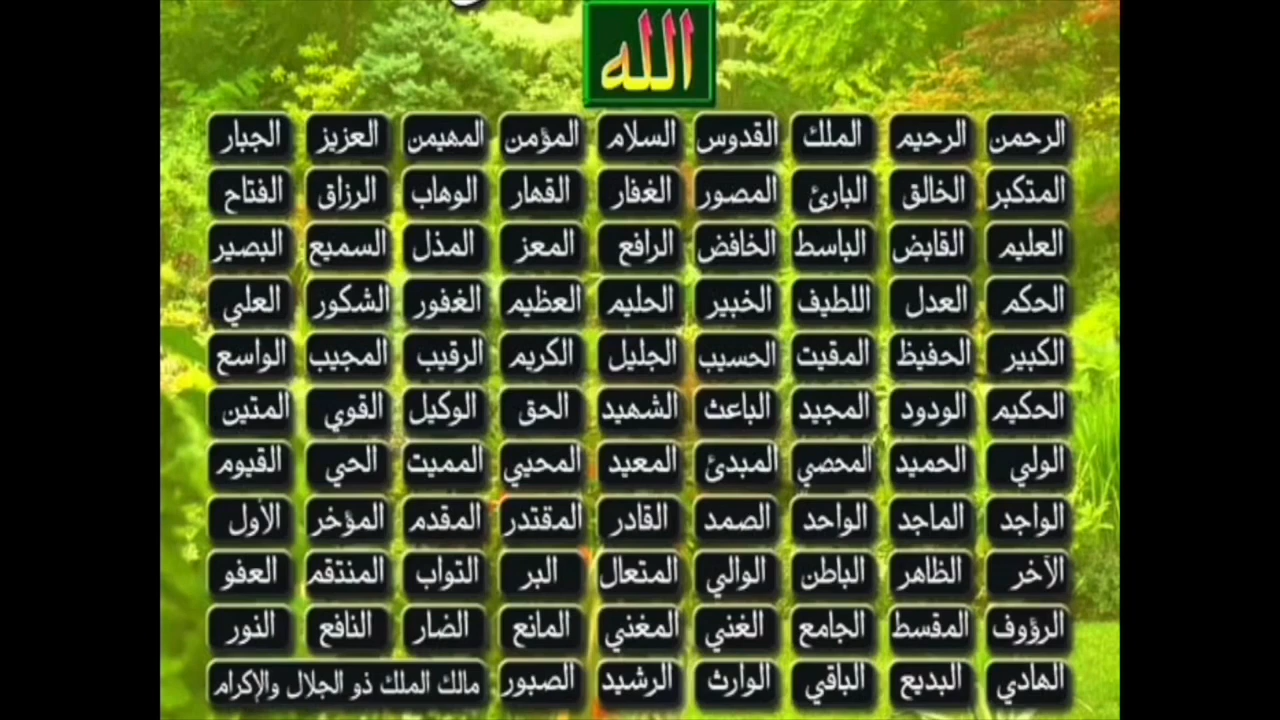 الله
الرحمن الرحيم الملك القدوس السلام المؤمن المهيمن العزيز الجبار
المتكبر الخالق البارئ المصور الغفار القهار الوهاب الرزاق الفتاح
العليم القابض الباسط الخافض الرافع المعز المذل السميع البصير
الحكم العدل اللطيف الخبير الحليم العظيم الغفور الشكور العلي
الكبير الحفيظ المقيت الحسيب الجليل الكريم الرقيب المجيب الواسع
الحكيم الودود المجيد الباعث الشهيد الحق الوكيل القوي المتين
الولي الحميد المحصي المبدئ المعيد المحيي المميت الحي القيوم
الواجد الماجد الواحد الصمد القادر المقتدر المقدم المؤخر الأول
الآخر الظاهر الباطن الوالي المتعال البر التواب المنتقم العفو
الرؤوف المقسط الجامع الغني المغني المانع الضار النافع النور
الهادي البديع الباقي الوارث الرشيد الصبور مالك الملك ذو الجلال والإكرام